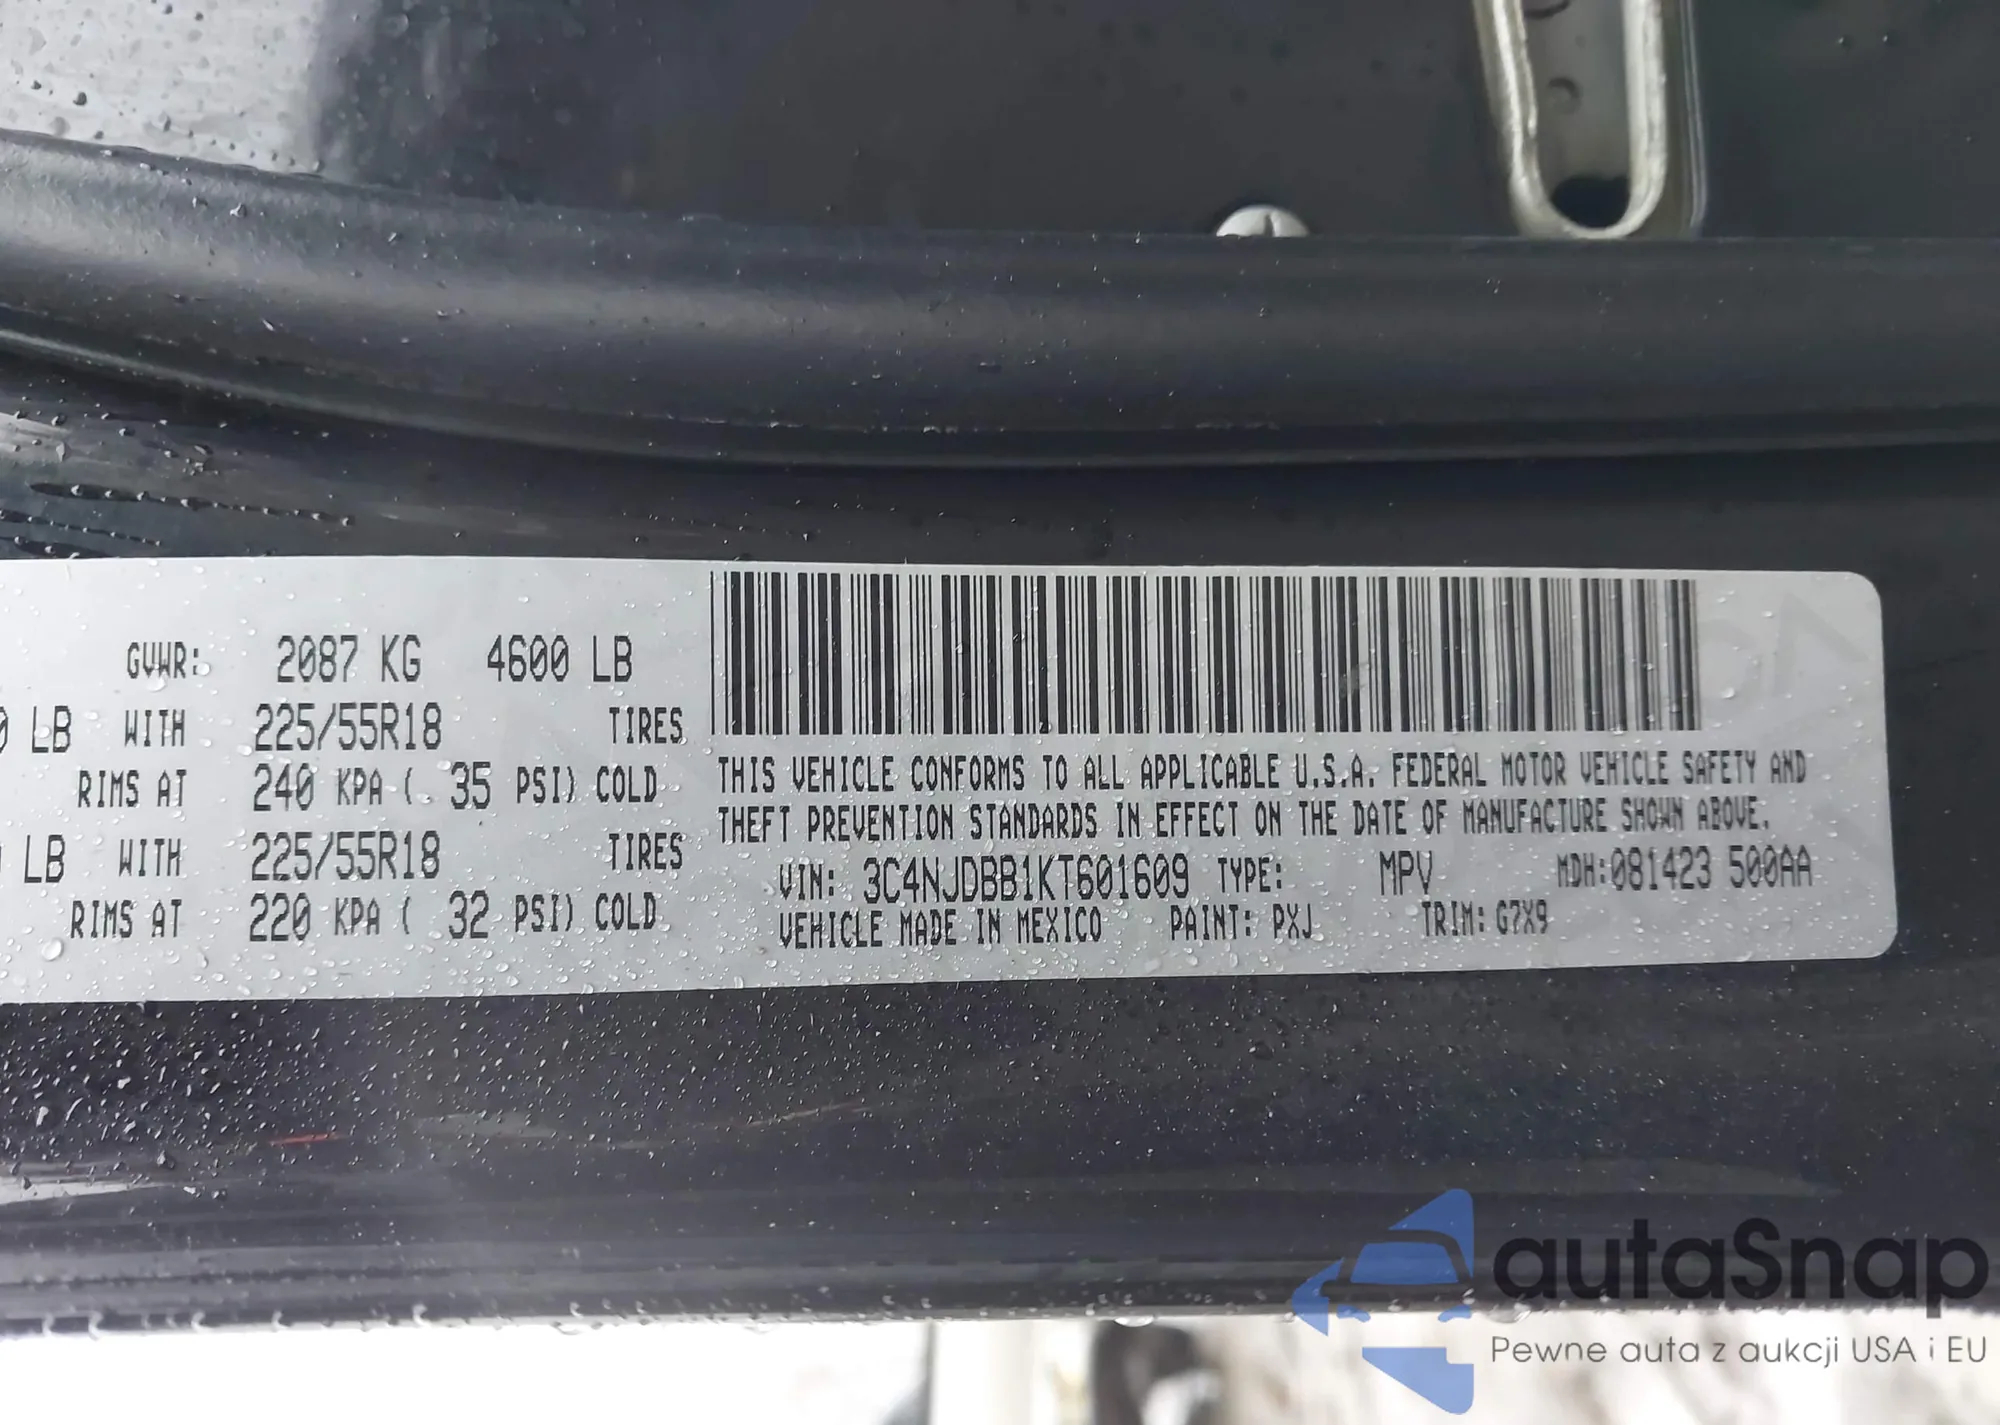 GVWR: 2087 KG 4600 LB
0 LB WITH 225/55R18 TIRES
RIMS AT 240 KPA ( 35 PSI) COLD
LB WITH 225/55R18 TIRES
RIMS AT 220 KPA ( 32 PSI) COLD
THIS VEHICLE CONFORMS TO ALL APPLICABLE U.S.A. FEDERAL MOTOR VEHICLE SAFETY AND
THEFT PREVENTION STANDARDS IN EFFECT ON THE DATE OF MANUFACTURE SHOWN ABOVE.
VIN: 3C4NJDBB1KT601609 TYPE: MPV MDH:081423 500AA
VEHICLE MADE IN MEXICO PAINT: PXJ TRIM: G7X9
autaSnap
Pewne auta z aukcji USA i EU